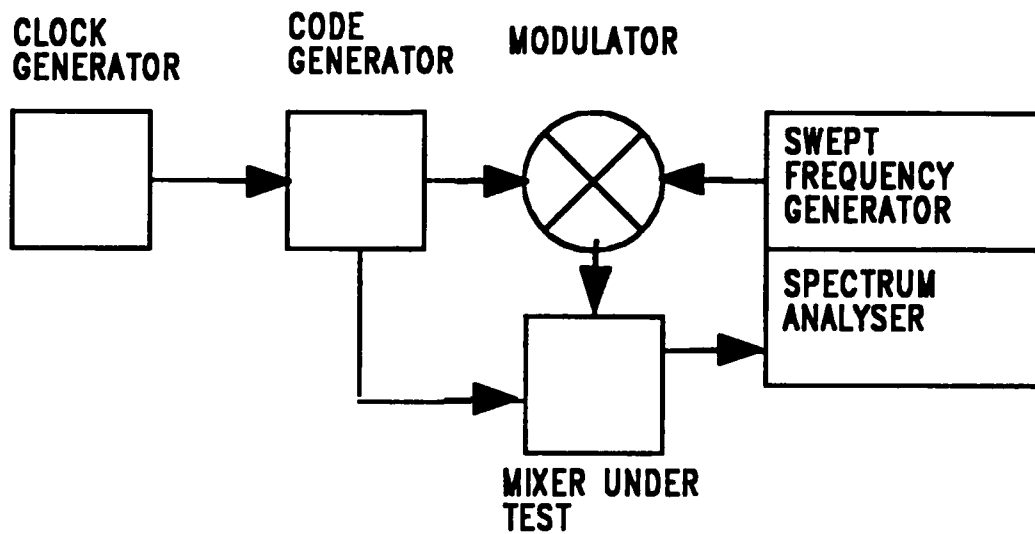 CLOCK
GENERATOR
CODE
GENERATOR
MODULATOR
SWEPT
FREQUENCY
GENERATOR
SPECTRUM
ANALYSER
MIXER UNDER
TEST